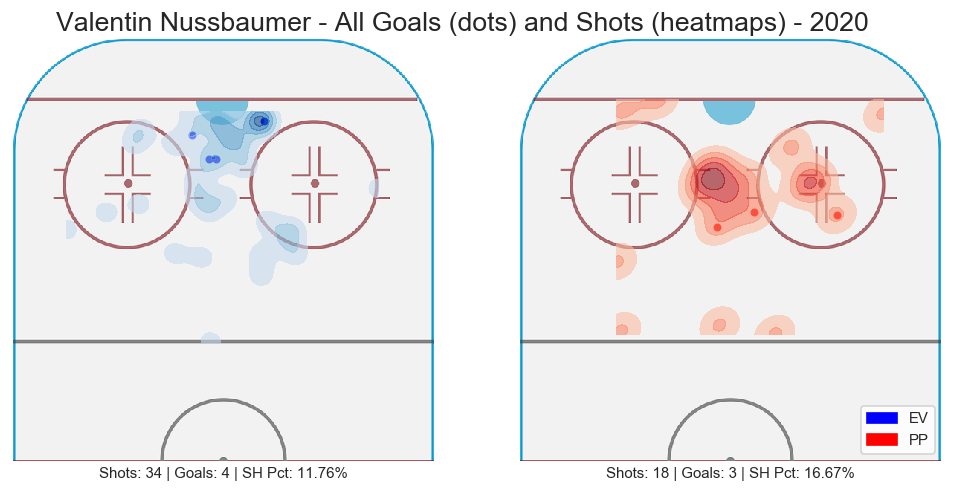 Valentin Nussbaumer - All Goals (dots) and Shots (heatmaps) - 2020
EV
PP
Shots: 34 | Goals: 4 | SH Pct: 11.76%
Shots: 18 | Goals: 3 | SH Pct: 16.67%